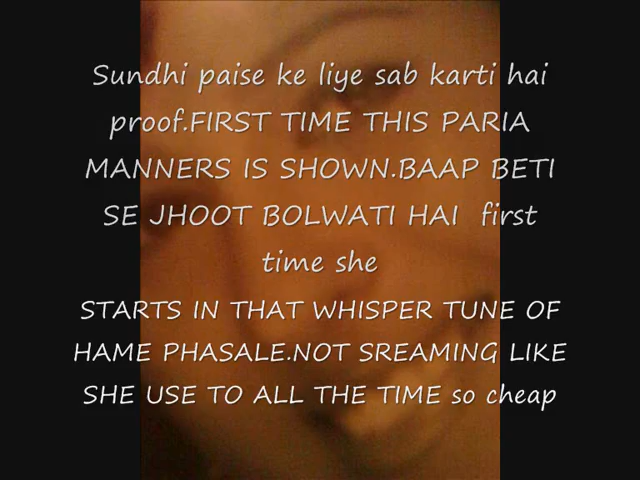 Sundhi paise ke liye sab karti hai
proof.FIRST TIME THIS PARIA
MANNERS IS SHOWN.BAAP BETI
SE JHOOT BOLWATI HAI  first
time she
STARTS IN THAT WHISPER TUNE OF
HAME PHASALE.NOT SREAMING LIKE
SHE USE TO ALL THE TIME so cheap